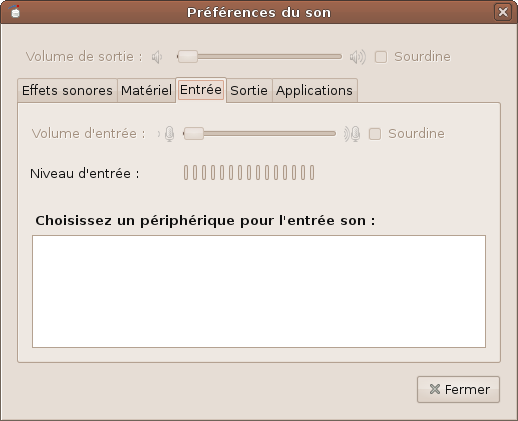 Préférences du son
Volume de sortie : Sourdine
Effets sonores Matériel Entrée Sortie Applications
Volume d'entrée : Sourdine
Niveau d'entrée :
Choisissez un périphérique pour l'entrée son :
Fermer